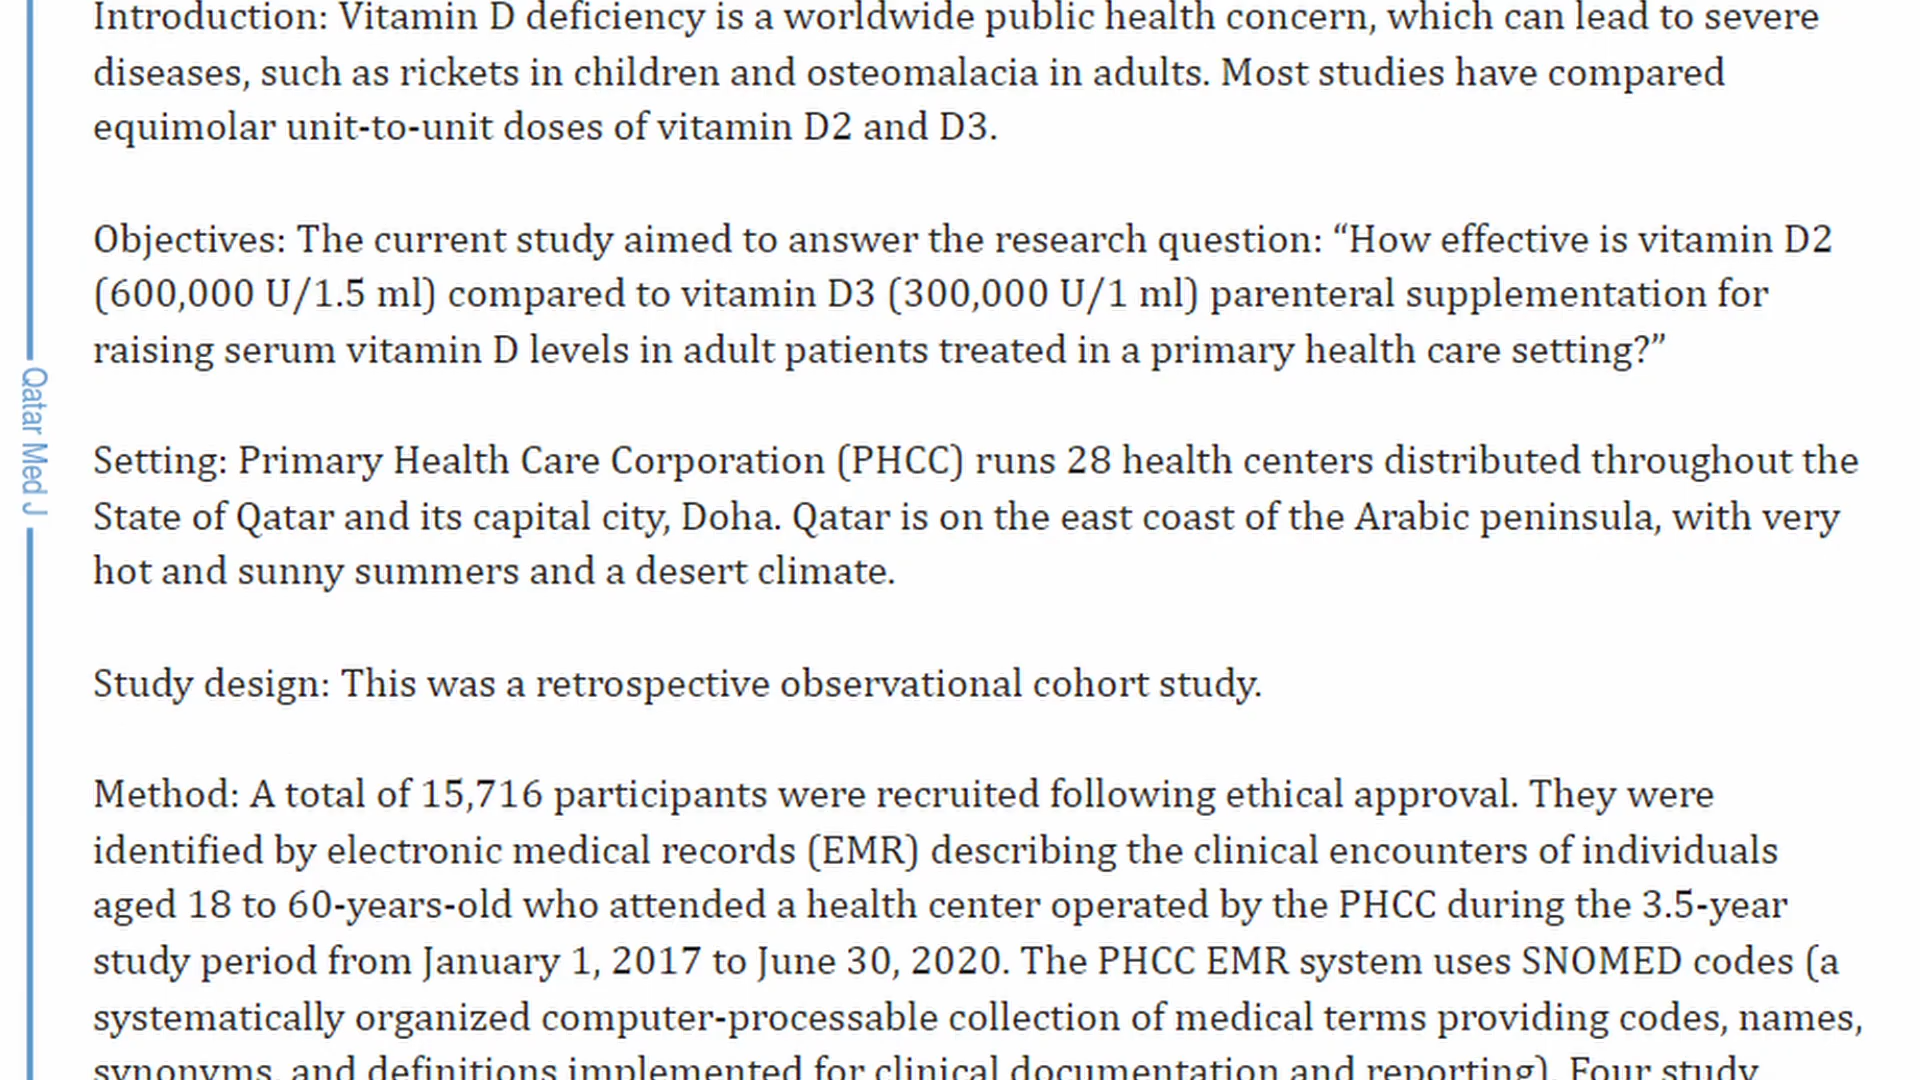 Introduction: Vitamin D deficiency is a worldwide public health concern, which can lead to severe
diseases, such as rickets in children and osteomalacia in adults. Most studies have compared
equimolar unit-to-unit doses of vitamin D2 and D3.
Objectives: The current study aimed to answer the research question: “How effective is vitamin D2
(600,000 U/1.5 ml) compared to vitamin D3 (300,000 U/1 ml) parenteral supplementation for
raising serum vitamin D levels in adult patients treated in a primary health care setting?”
Qatar Med J
Setting: Primary Health Care Corporation (PHCC) runs 28 health centers distributed throughout the
State of Qatar and its capital city, Doha. Qatar is on the east coast of the Arabic peninsula, with very
hot and sunny summers and a desert climate.
Study design: This was a retrospective observational cohort study.
Method: A total of 15,716 participants were recruited following ethical approval. They were
identified by electronic medical records (EMR) describing the clinical encounters of individuals
aged 18 to 60-years-old who attended a health center operated by the PHCC during the 3.5-year
study period from January 1, 2017 to June 30, 2020. The PHCC EMR system uses SNOMED codes (a
systematically organized computer-processable collection of medical terms providing codes, names,
synonyms, and definitions implemented for clinical documentation and reporting). Four study